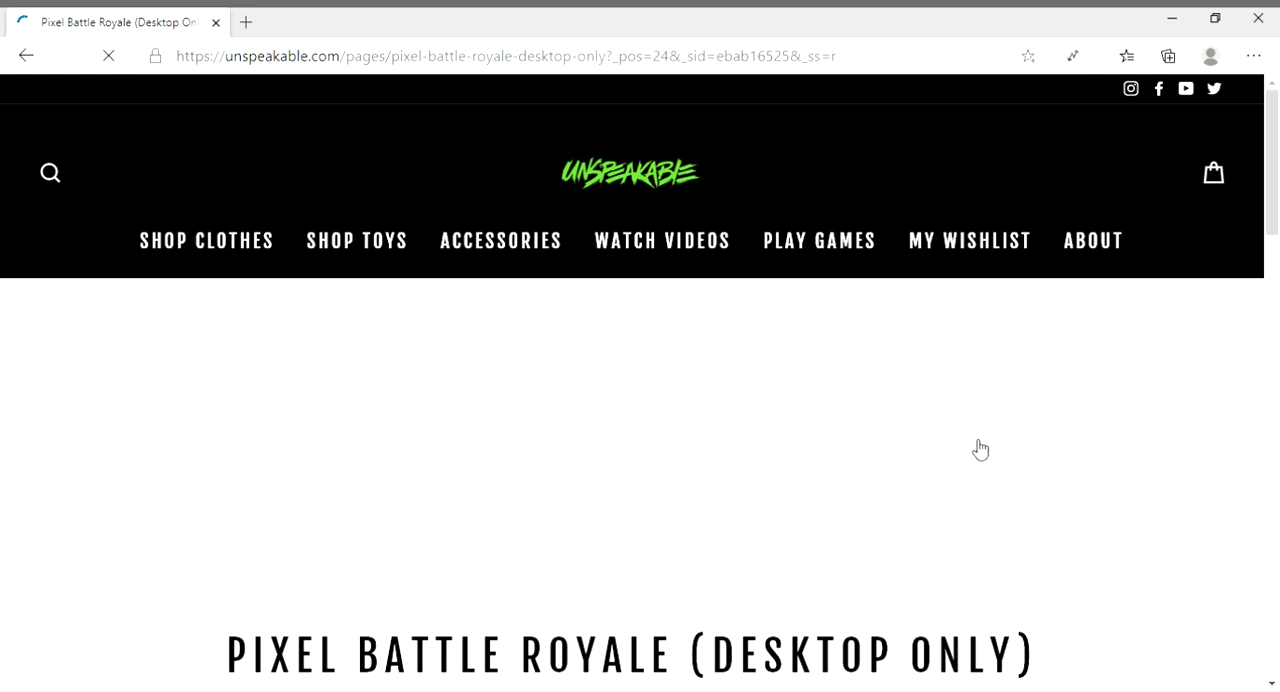 Pixel Battle Royale (Desktop Onl
https://unspeakable.com/pages/pixel-battle-royale-desktop-only?_pos=24&_sid=ebab16525&_ss=r
UNSPEAKABLE
SHOP CLOTHES SHOP TOYS ACCESSORIES WATCH VIDEOS PLAY GAMES MY WISHLIST ABOUT
PIXEL BATTLE ROYALE (DESKTOP ONLY)